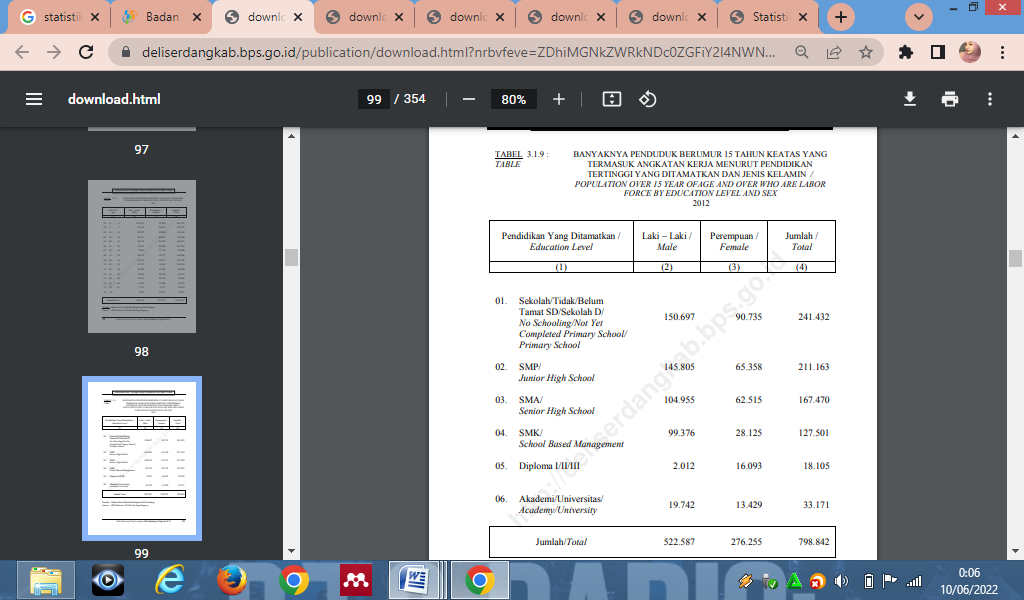 statistik
Badan
downlo
downlo
downlo
downlo
downlo
Statisti
deliserdangkab.bps.go.id/publication/download.html?nrbvfeve=ZDhiMGNkZWRkNDc0ZGFiY2I4NWN...
download.html
99 / 354
80%
97
98
99
TABEL 3.1.9 :
TABLE
BANYAKNYA PENDUDUK BERUMUR 15 TAHUN KEATAS YANG
TERMASUK ANGKATAN KERJA MENURUT PENDIDIKAN
TERTINGGI YANG DITAMATKAN DAN JENIS KELAMIN /
POPULATION OVER 15 YEAR OF AGE AND OVER WHO ARE LABOR
FORCE BY EDUCATION LEVEL AND SEX
2012
Pendidikan Yang Ditamatkan / Laki – Laki / Perempuan / Jumlah /
Education Level Male Female Total
(1) (2) (3) (4)
01. Sekolah/Tidak/Belum
Tamat SD/Sekolah D/
No Schooling/Not Yet 150.697 90.735 241.432
Completed Primary School/
Primary School
02. SMP/ 145.805 65.358 211.163
Junior High School
03. SMA/ 104.955 62.515 167.470
Senior High School
04. SMK/ 99.376 28.125 127.501
School Based Management
05. Diploma I/II/III 2.012 16.093 18.105
06. Akademi/Universitas/ 19.742 13.429 33.171
Academy/University
Jumlah/Total 522.587 276.255 798.842
http://deliserdangkab.bps.go.id
0:06
10/06/2022